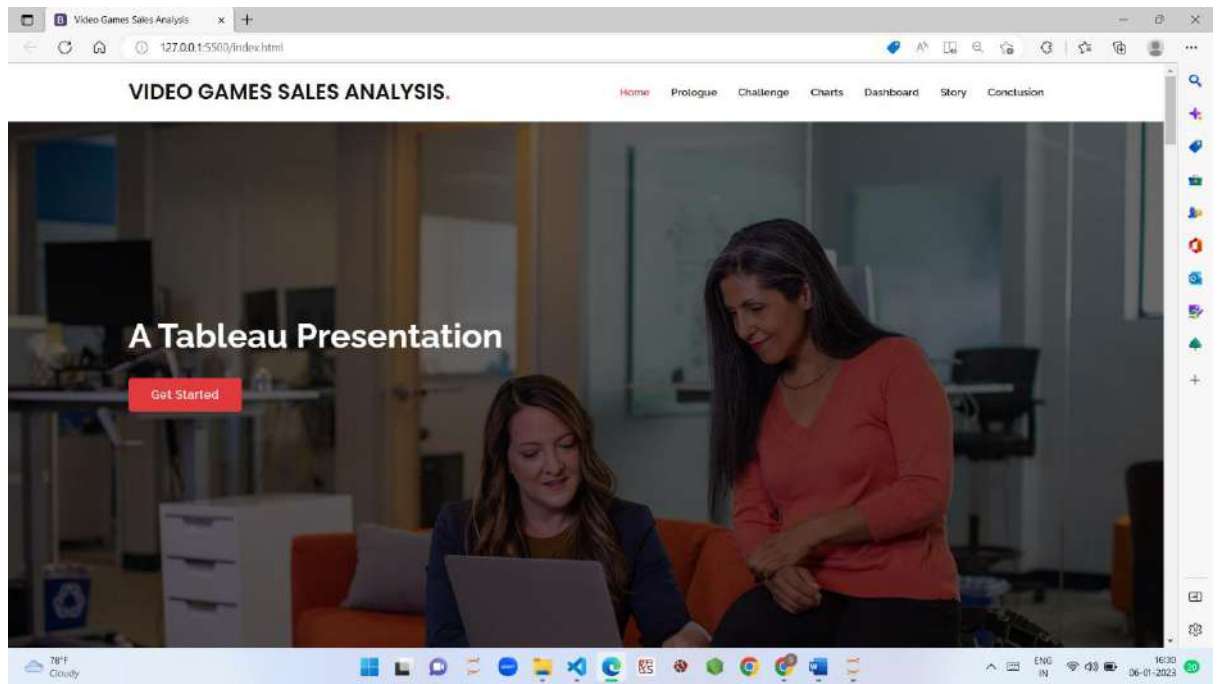 Video Games Sales Analysis
127.0.0.1:5500/index.html
VIDEO GAMES SALES ANALYSIS.
Home Prologue Challenge Charts Dashboard Story Conclusion
A Tableau Presentation
Get Started
78°F
Cloudy
ENG
IN
16:30
06-01-2023
20